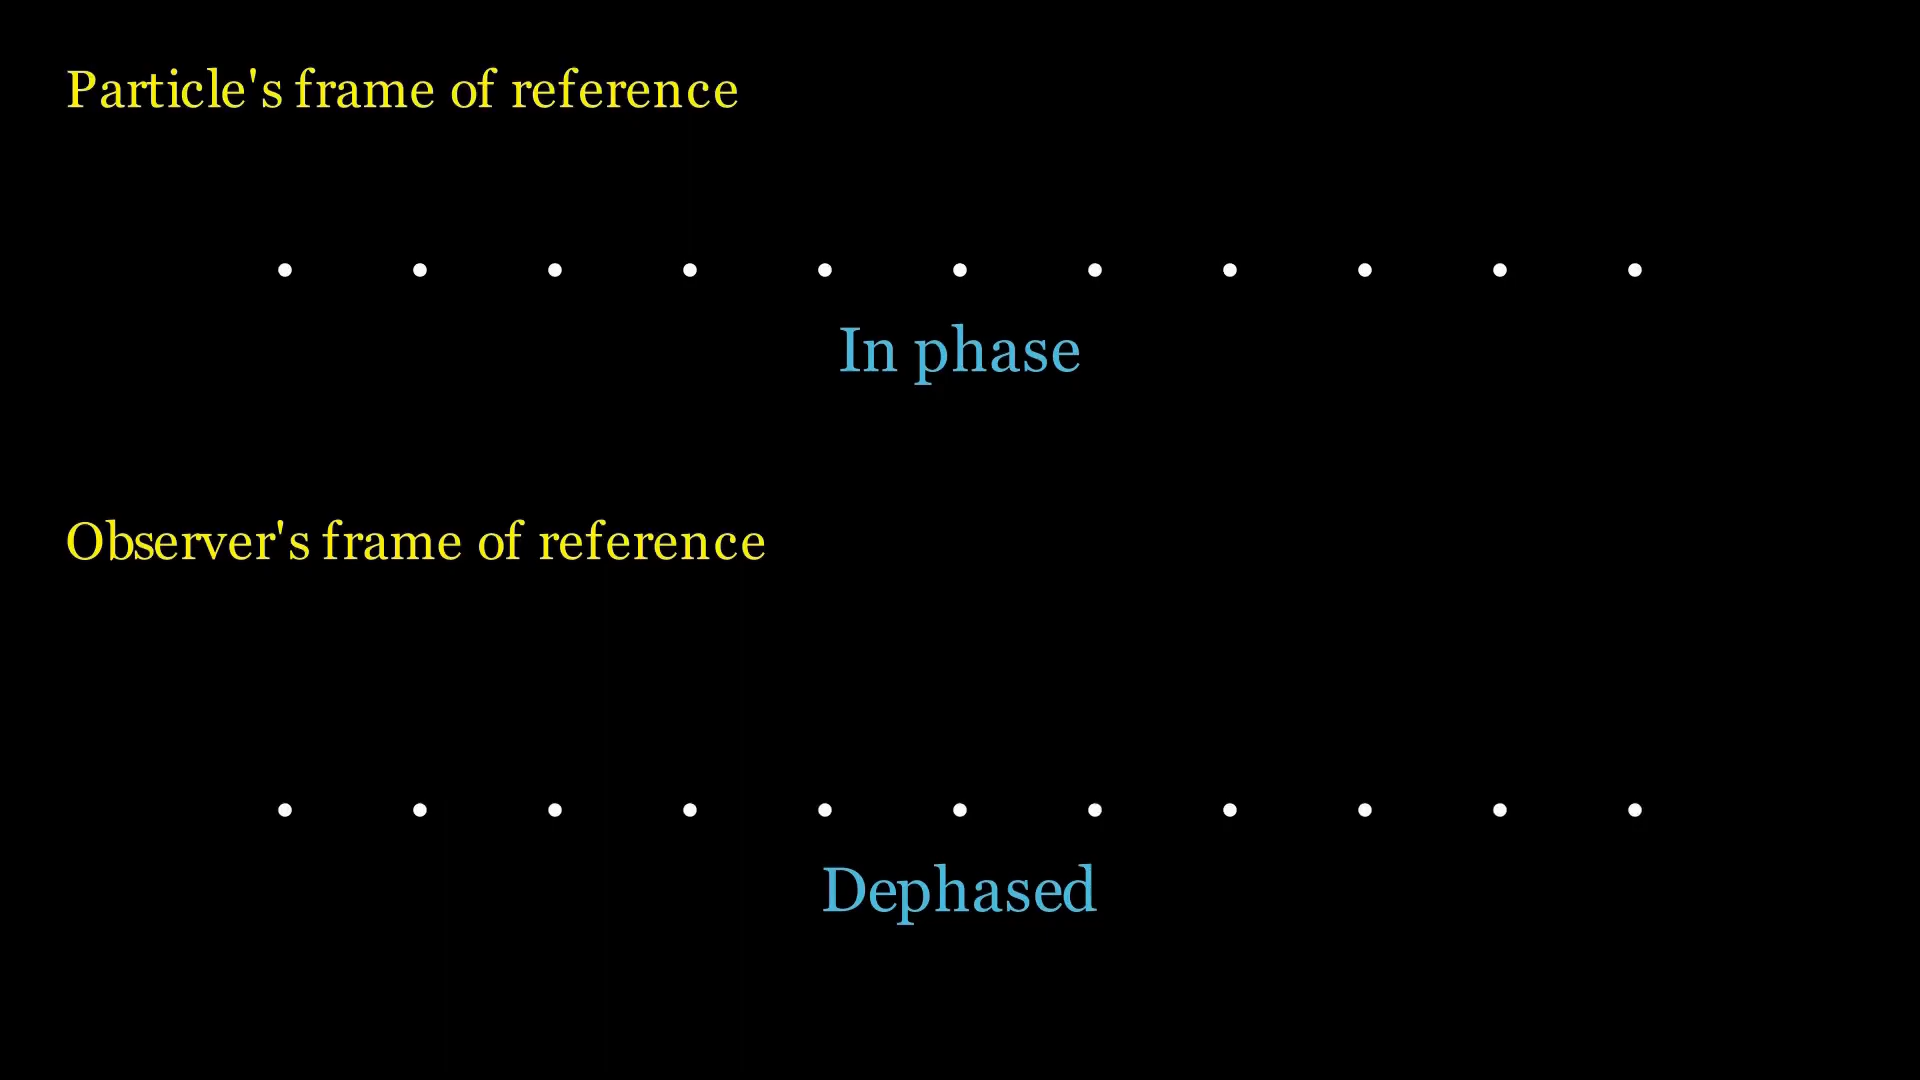 Particle's frame of reference
In phase
Observer's frame of reference
Dephased